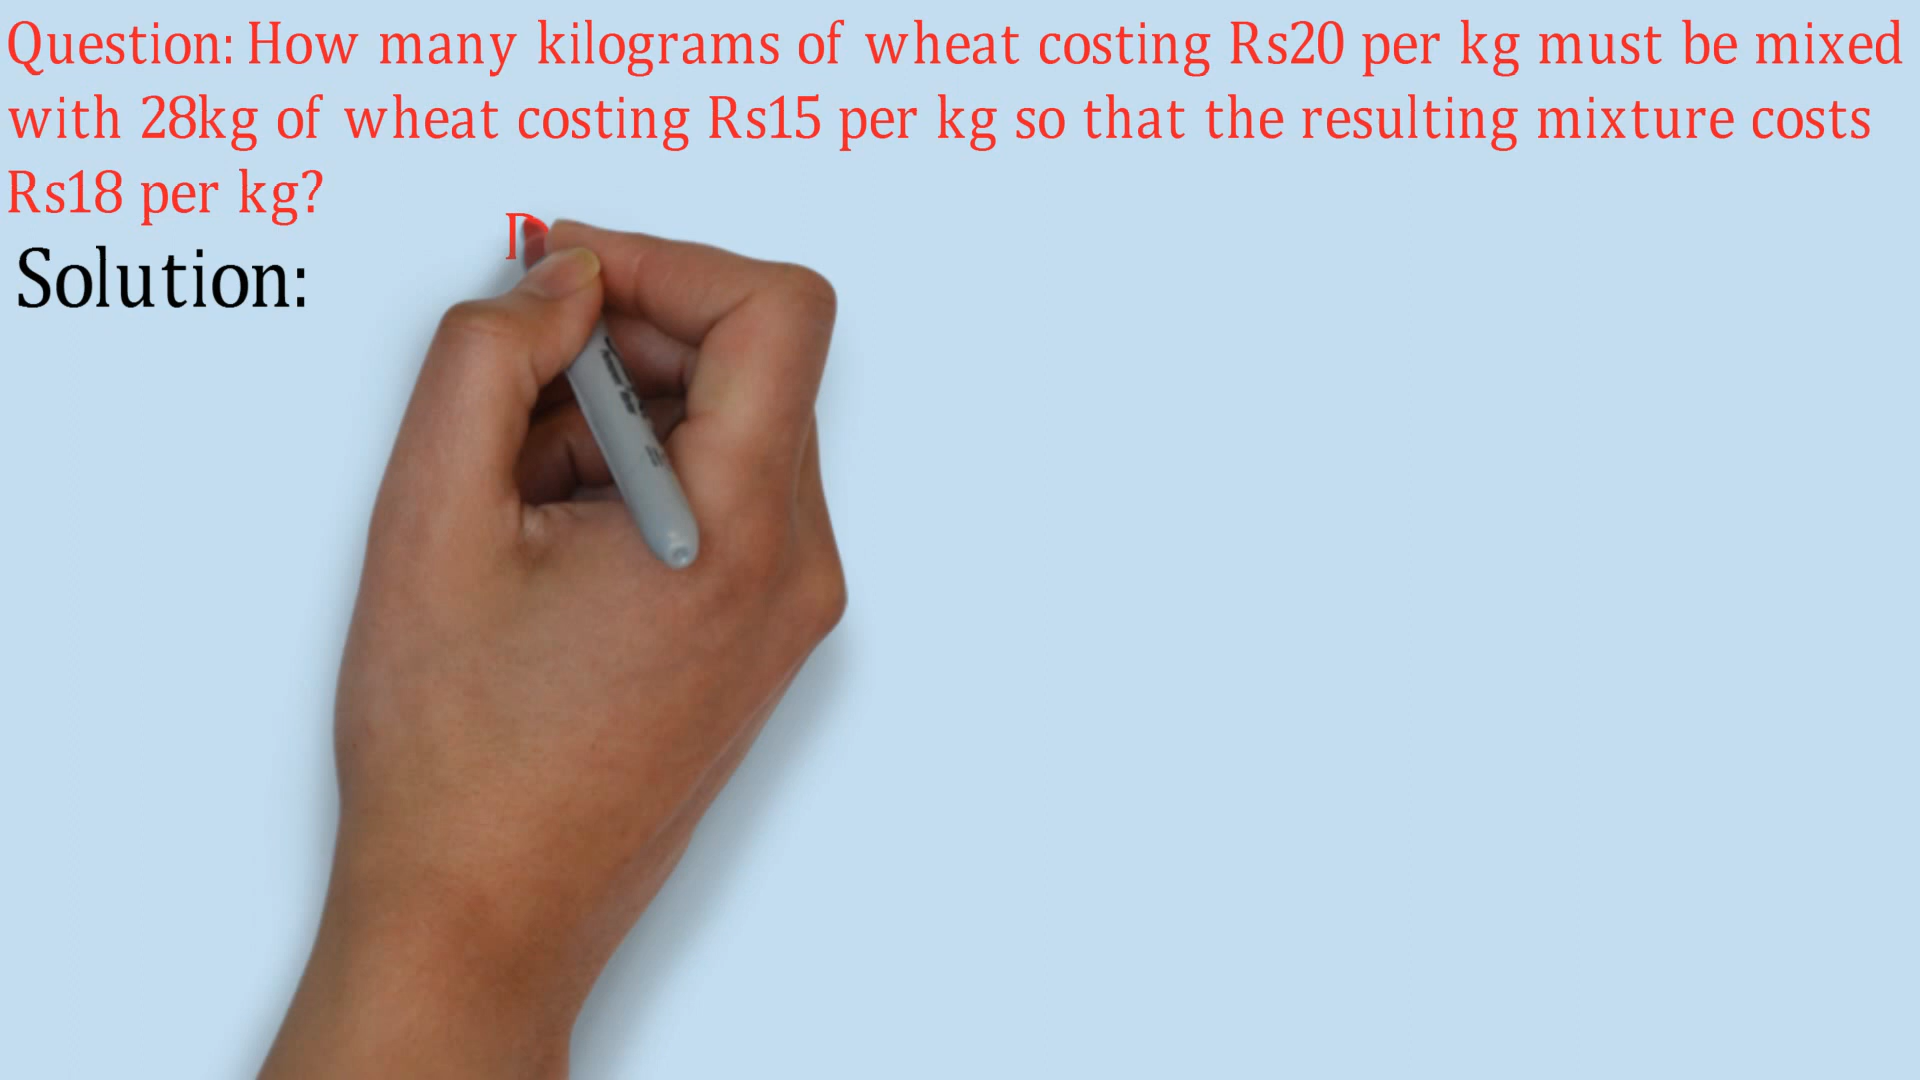 Question: How many kilograms of wheat costing Rs20 per kg must be mixed
with 28kg of wheat costing Rs15 per kg so that the resulting mixture costs
Rs18 per kg?
Solution: